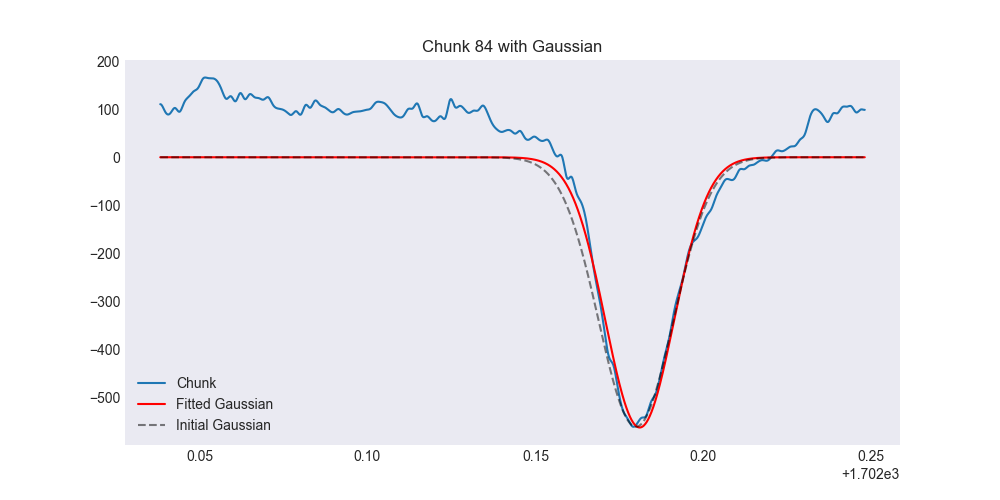 Chunk 84 with Gaussian
200
100
0
−100
−200
−300
−400
−500
Chunk
Fitted Gaussian
Initial Gaussian
0.05 0.10 0.15 0.20 0.25
+1.702e3